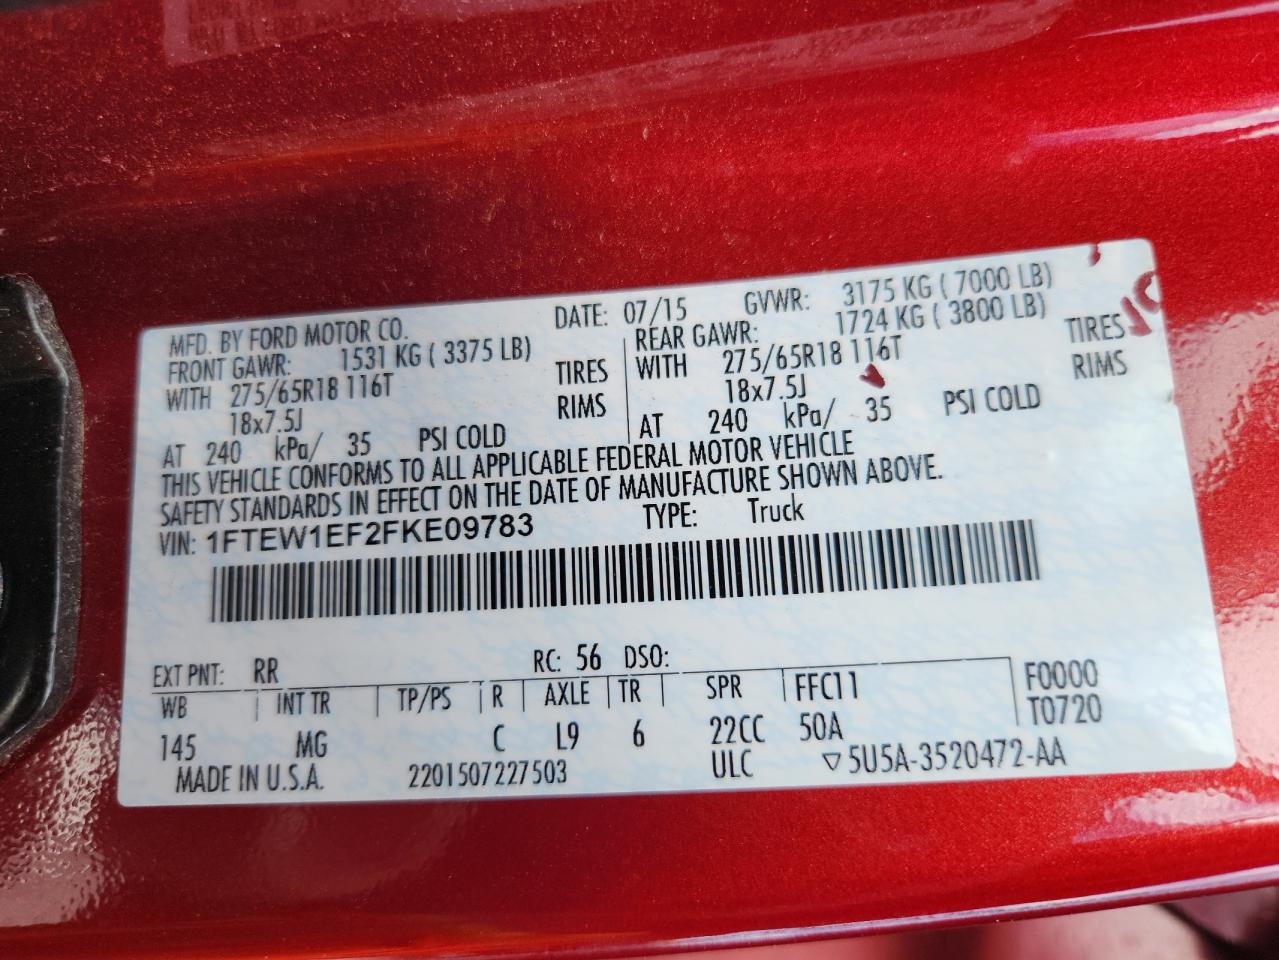 MFD. BY FORD MOTOR CO. DATE: 07/15 GVWR: 3175 KG ( 7000 LB)
FRONT GAWR: 1531 KG ( 3375 LB) REAR GAWR: 1724 KG ( 3800 LB)
WITH 275/65R18 116T TIRES WITH 275/65R18 116T TIRES
18x7.5J RIMS 18x7.5J RIMS
AT 240 kPa/ 35 PSI COLD AT 240 kPa/ 35 PSI COLD
THIS VEHICLE CONFORMS TO ALL APPLICABLE FEDERAL MOTOR VEHICLE
SAFETY STANDARDS IN EFFECT ON THE DATE OF MANUFACTURE SHOWN ABOVE.
VIN: 1FTEW1EF2FKE09783 TYPE: Truck
EXT PNT: RR RC: 56 DSO:
WB INT TR TP/PS R AXLE TR SPR FFC11 F0000
145 MG C L9 6 22CC 50A T0720
MADE IN U.S.A. 2201507227503 ULC ▽5U5A-3520472-AA